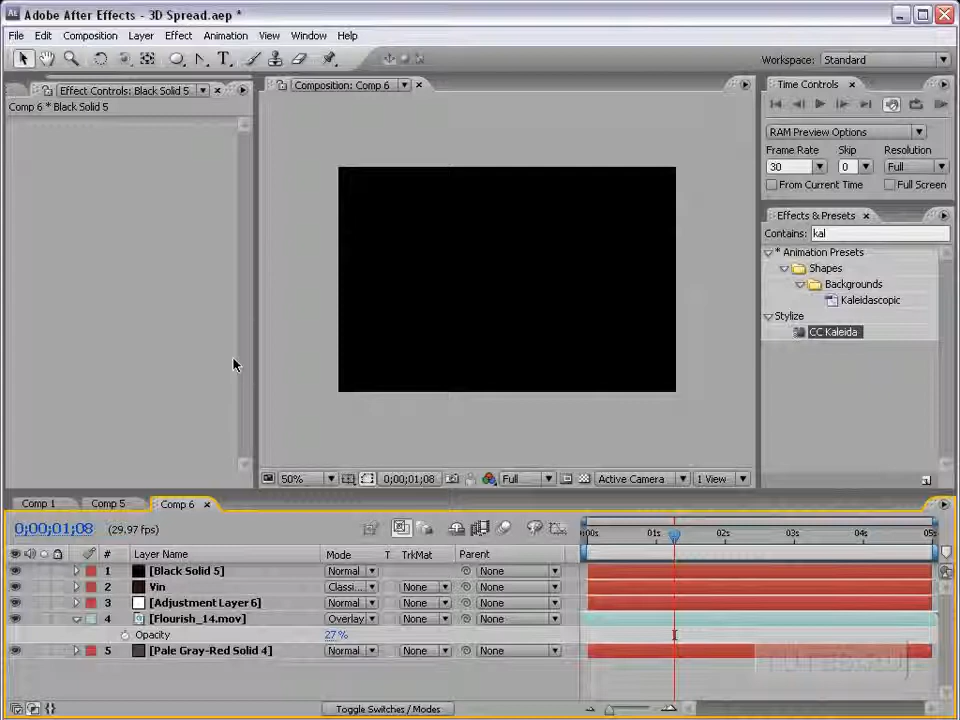 Adobe After Effects - 3D Spread.aep *
File Edit Composition Layer Effect Animation View Window Help
Workspace: Standard
Effect Controls: Black Solid 5
Comp 6 * Black Solid 5
Composition: Comp 6
Time Controls
RAM Preview Options
Frame Rate Skip Resolution
30 0 Full
From Current Time Full Screen
Effects & Presets
Contains: kal
* Animation Presets
Shapes
Backgrounds
Kaleidascopic
Stylize
CC Kaleida
50% 0;00;01;08 Full Active Camera 1 View
Comp 1 Comp 5 Comp 6
0;00;01;08 (29.97 fps)
:00s 01s 02s 03s 04s 05s
# Layer Name Mode T TrkMat Parent
1 [Black Solid 5] Normal None
2 Vin Classi... None None
3 [Adjustment Layer 6] Normal None None
4 [Flourish_14.mov] Overlay None None
Opacity 27%
5 [Pale Gray-Red Solid 4] Normal None None
Toggle Switches / Modes